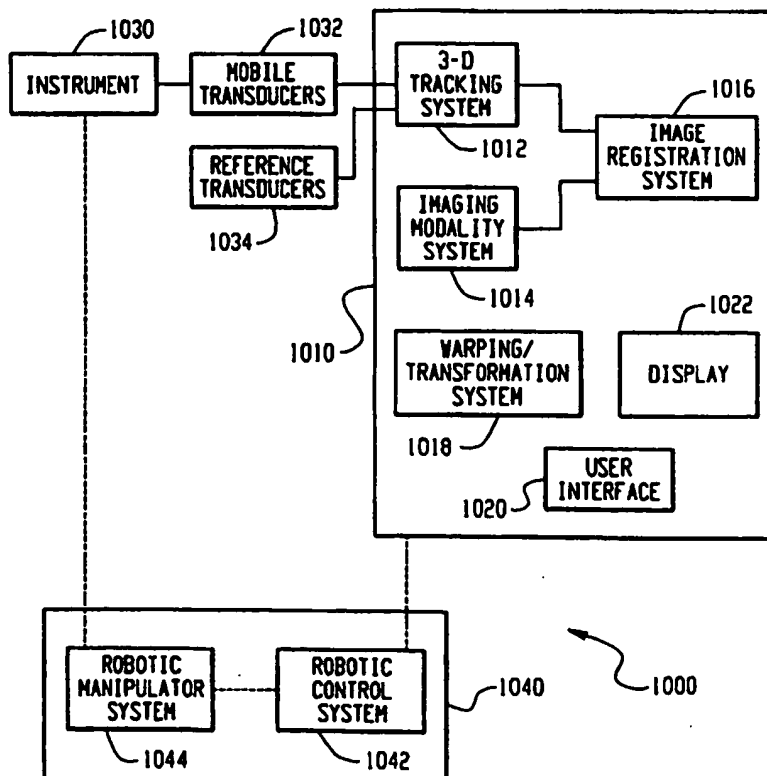 1030
INSTRUMENT
1032
MOBILE
TRANSDUCERS
REFERENCE
TRANSDUCERS
1034
3-D
TRACKING
SYSTEM
1012
1016
IMAGE
REGISTRATION
SYSTEM
IMAGING
MODALITY
SYSTEM
1014
1010
WARPING/
TRANSFORMATION
SYSTEM
1018
1022
DISPLAY
USER
INTERFACE
1020
ROBOTIC
MANIPULATOR
SYSTEM
1044
ROBOTIC
CONTROL
SYSTEM
1042
1040
1000